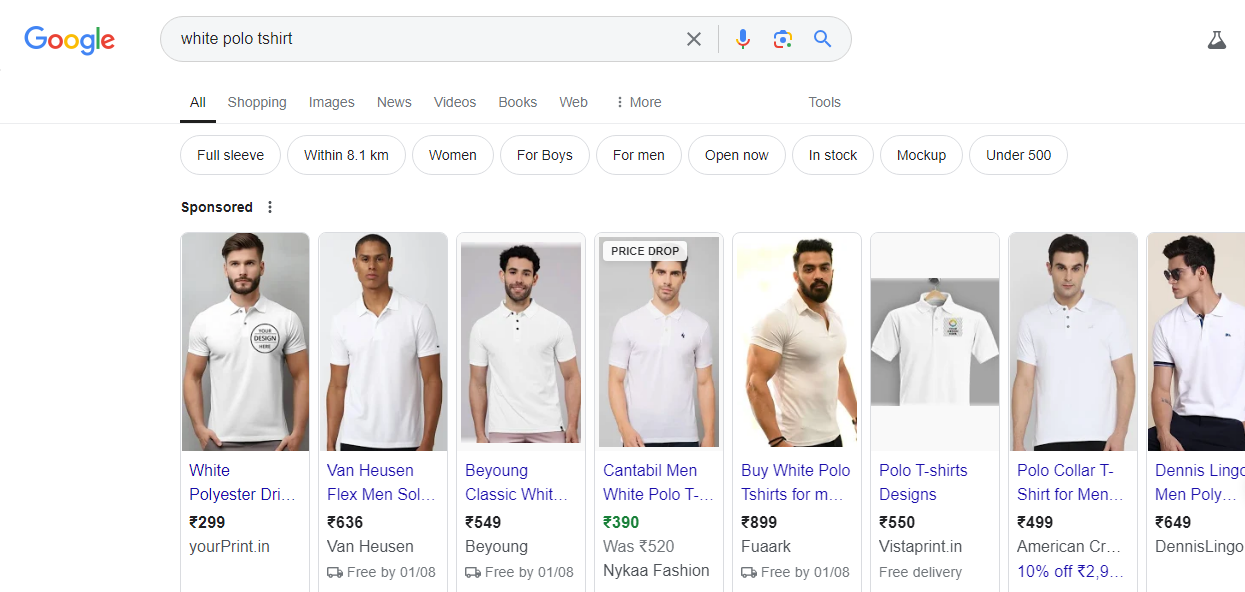 Google
white polo tshirt
All Shopping Images News Videos Books Web More Tools
Full sleeve Within 8.1 km Women For Boys For men Open now In stock Mockup Under 500
Sponsored
YOUR
DESIGN
HERE
PRICE DROP
White
Polyester Dri...
₹299
yourPrint.in
Van Heusen
Flex Men Sol...
₹636
Van Heusen
Free by 01/08
Beyoung
Classic Whit...
₹549
Beyoung
Free by 01/08
Cantabil Men
White Polo T-...
₹390
Was ₹520
Nykaa Fashion
Buy White Polo
Tshirts for m...
₹899
Fuaark
Free by 01/08
Polo T-shirts
Designs
₹550
Vistaprint.in
Free delivery
Polo Collar T-
Shirt for Men...
₹499
American Cr...
10% off ₹2,9...
Dennis Lingo
Men Poly...
₹649
DennisLingo